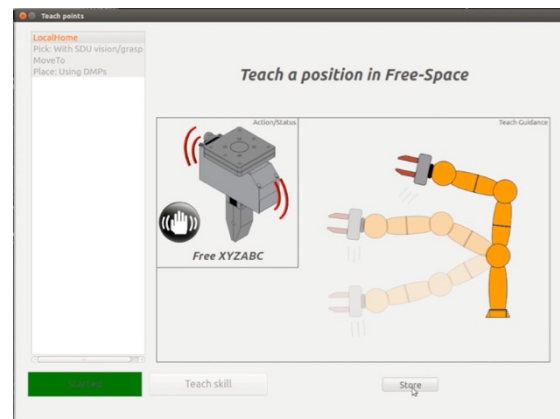 Teach points
LocalHome
Pick: With SDU vision/grasp
MoveTo
Place: Using DMPs
Teach a position in Free-Space
Action/Status
Teach Guidance
Free XYZABC
Started
Teach skill
Store